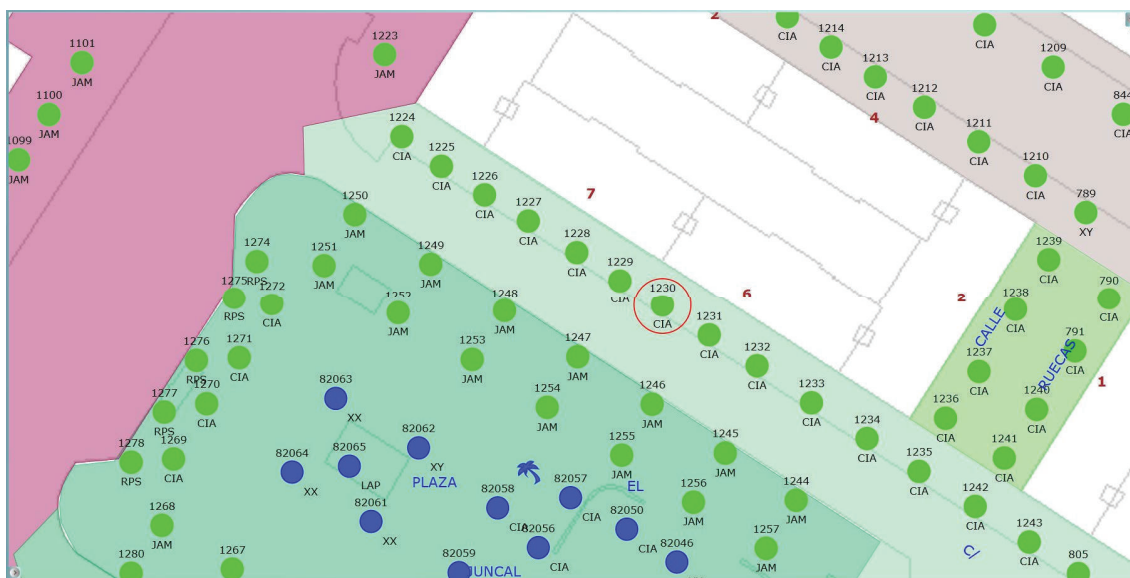 1101
JAM
1100
JAM
1099
JAM
1223
JAM
2
CIA
1214
CIA
1213
CIA
1212
CIA
1211
CIA
1210
CIA
789
XY
CIA
1209
CIA
844
CIA
4
1224
CIA
1225
CIA
1226
CIA
1227
CIA
1228
CIA
1229
CIA
1230
CIA
1231
CIA
1232
CIA
1233
CIA
1234
CIA
1235
CIA
1242
CIA
1243
CIA
805
7
6
2
1
1239
CIA
1238
CIA
1237
CIA
1236
CIA
790
CIA
791
CIA
1240
CIA
1241
CIA
CALLE
RUECAS
C/
1250
JAM
1251
JAM
1249
JAM
1252
JAM
1248
JAM
1253
JAM
1247
JAM
1254
JAM
1246
JAM
1255
JAM
1245
JAM
1256
JAM
1244
JAM
1257
JAM
1274
RPS
1275
RPS
1272
CIA
1276
RPS
1271
CIA
1277
RPS
1270
CIA
1278
RPS
1269
CIA
1268
JAM
1280
1267
82063
XX
82062
XY
82064
XX
82065
LAP
82061
XX
82058
CIA
82057
CIA
82056
CIA
82050
CIA
82046
82059
PLAZA
EL
JUNCAL